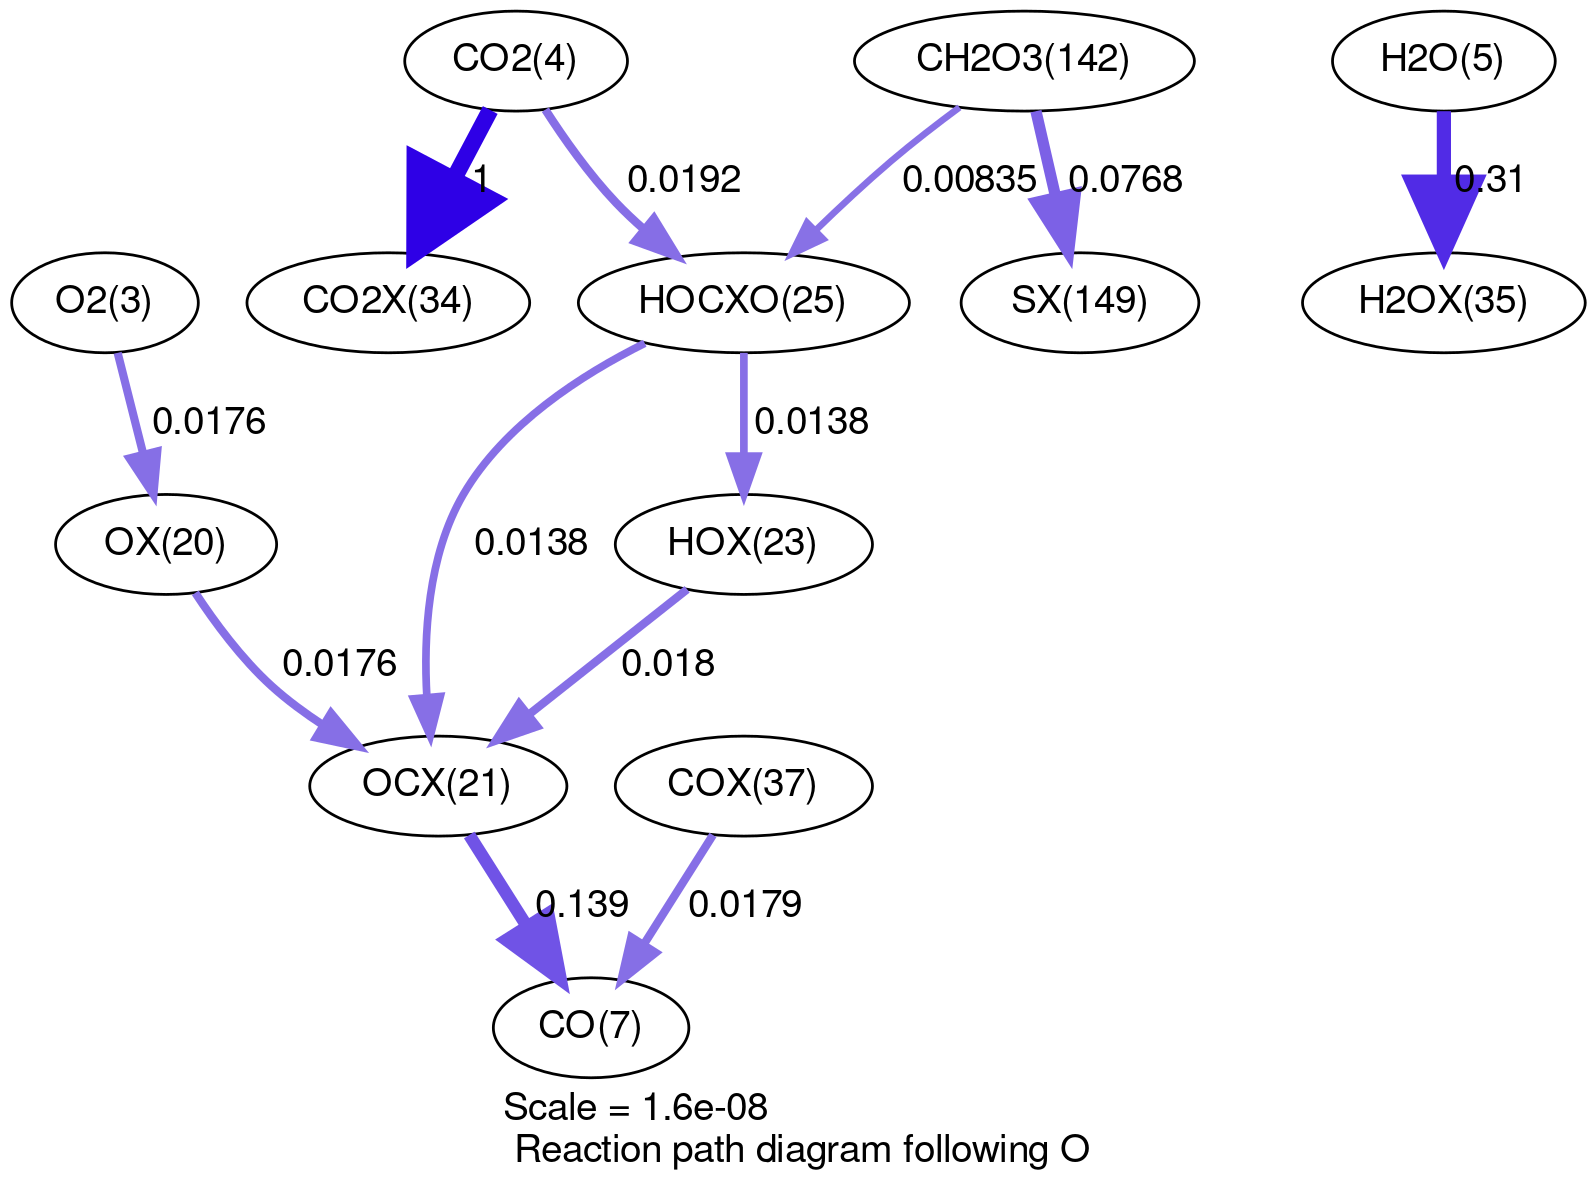 CO2(4)
CH2O3(142)
H2O(5)
1
0.0192
0.00835
0.0768
0.31
O2(3)
CO2X(34)
HOCXO(25)
SX(149)
H2OX(35)
0.0176
0.0138
OX(20)
0.0138
HOX(23)
0.0176
0.018
OCX(21)
COX(37)
0.139
0.0179
CO(7)
Scale = 1.6e-08
Reaction path diagram following O